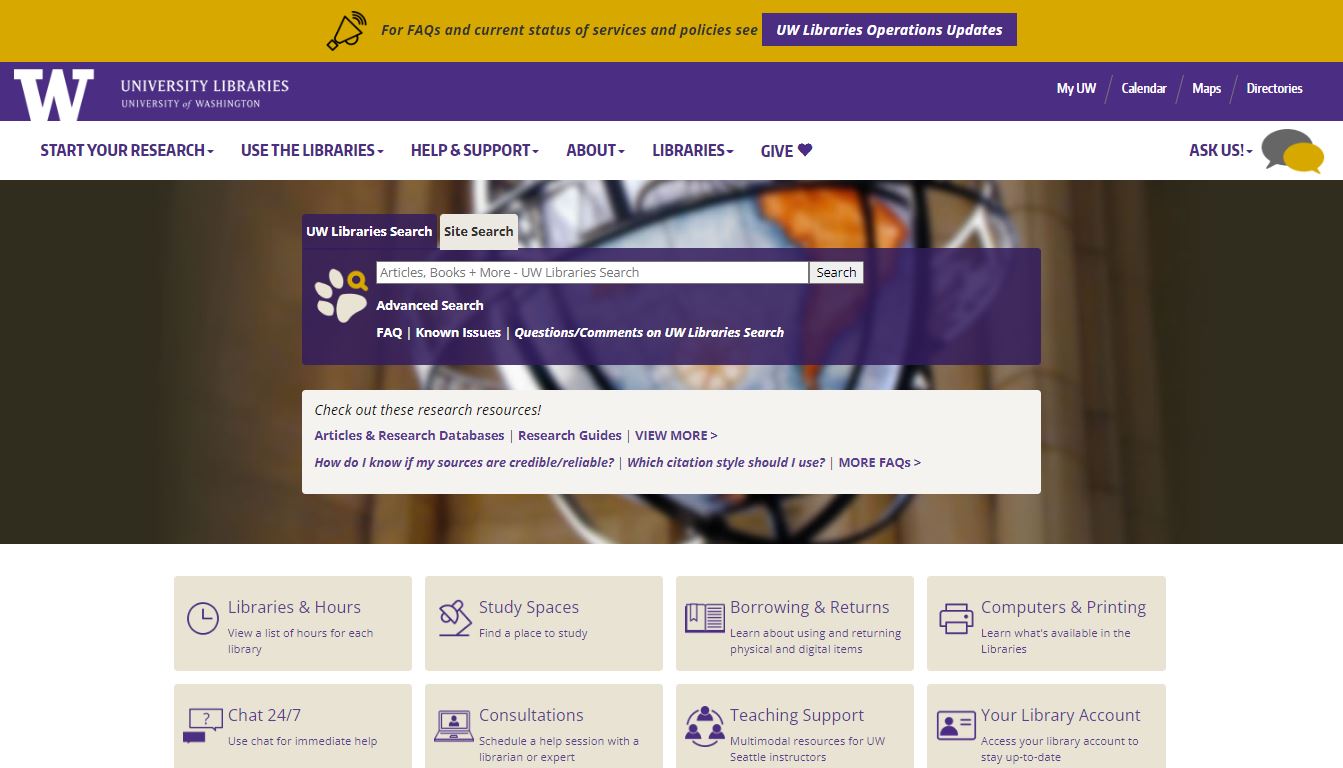 For FAQs and current status of services and policies see UW Libraries Operations Updates
W UNIVERSITY LIBRARIES
UNIVERSITY of WASHINGTON
My UW Calendar Maps Directories
START YOUR RESEARCH USE THE LIBRARIES HELP & SUPPORT ABOUT LIBRARIES GIVE ASK US!
UW Libraries Search Site Search
Articles, Books + More - UW Libraries Search Search
Advanced Search
FAQ | Known Issues | Questions/Comments on UW Libraries Search
Check out these research resources!
Articles & Research Databases | Research Guides | VIEW MORE >
How do I know if my sources are credible/reliable? | Which citation style should I use? | MORE FAQs >
Libraries & Hours
View a list of hours for each
library
Study Spaces
Find a place to study
Borrowing & Returns
Learn about using and returning
physical and digital items
Computers & Printing
Learn what's available in the
Libraries
?
Chat 24/7
Use chat for immediate help
Consultations
Schedule a help session with a
librarian or expert
Teaching Support
Multimodal resources for UW
Seattle instructors
Your Library Account
Access your library account to
stay up-to-date